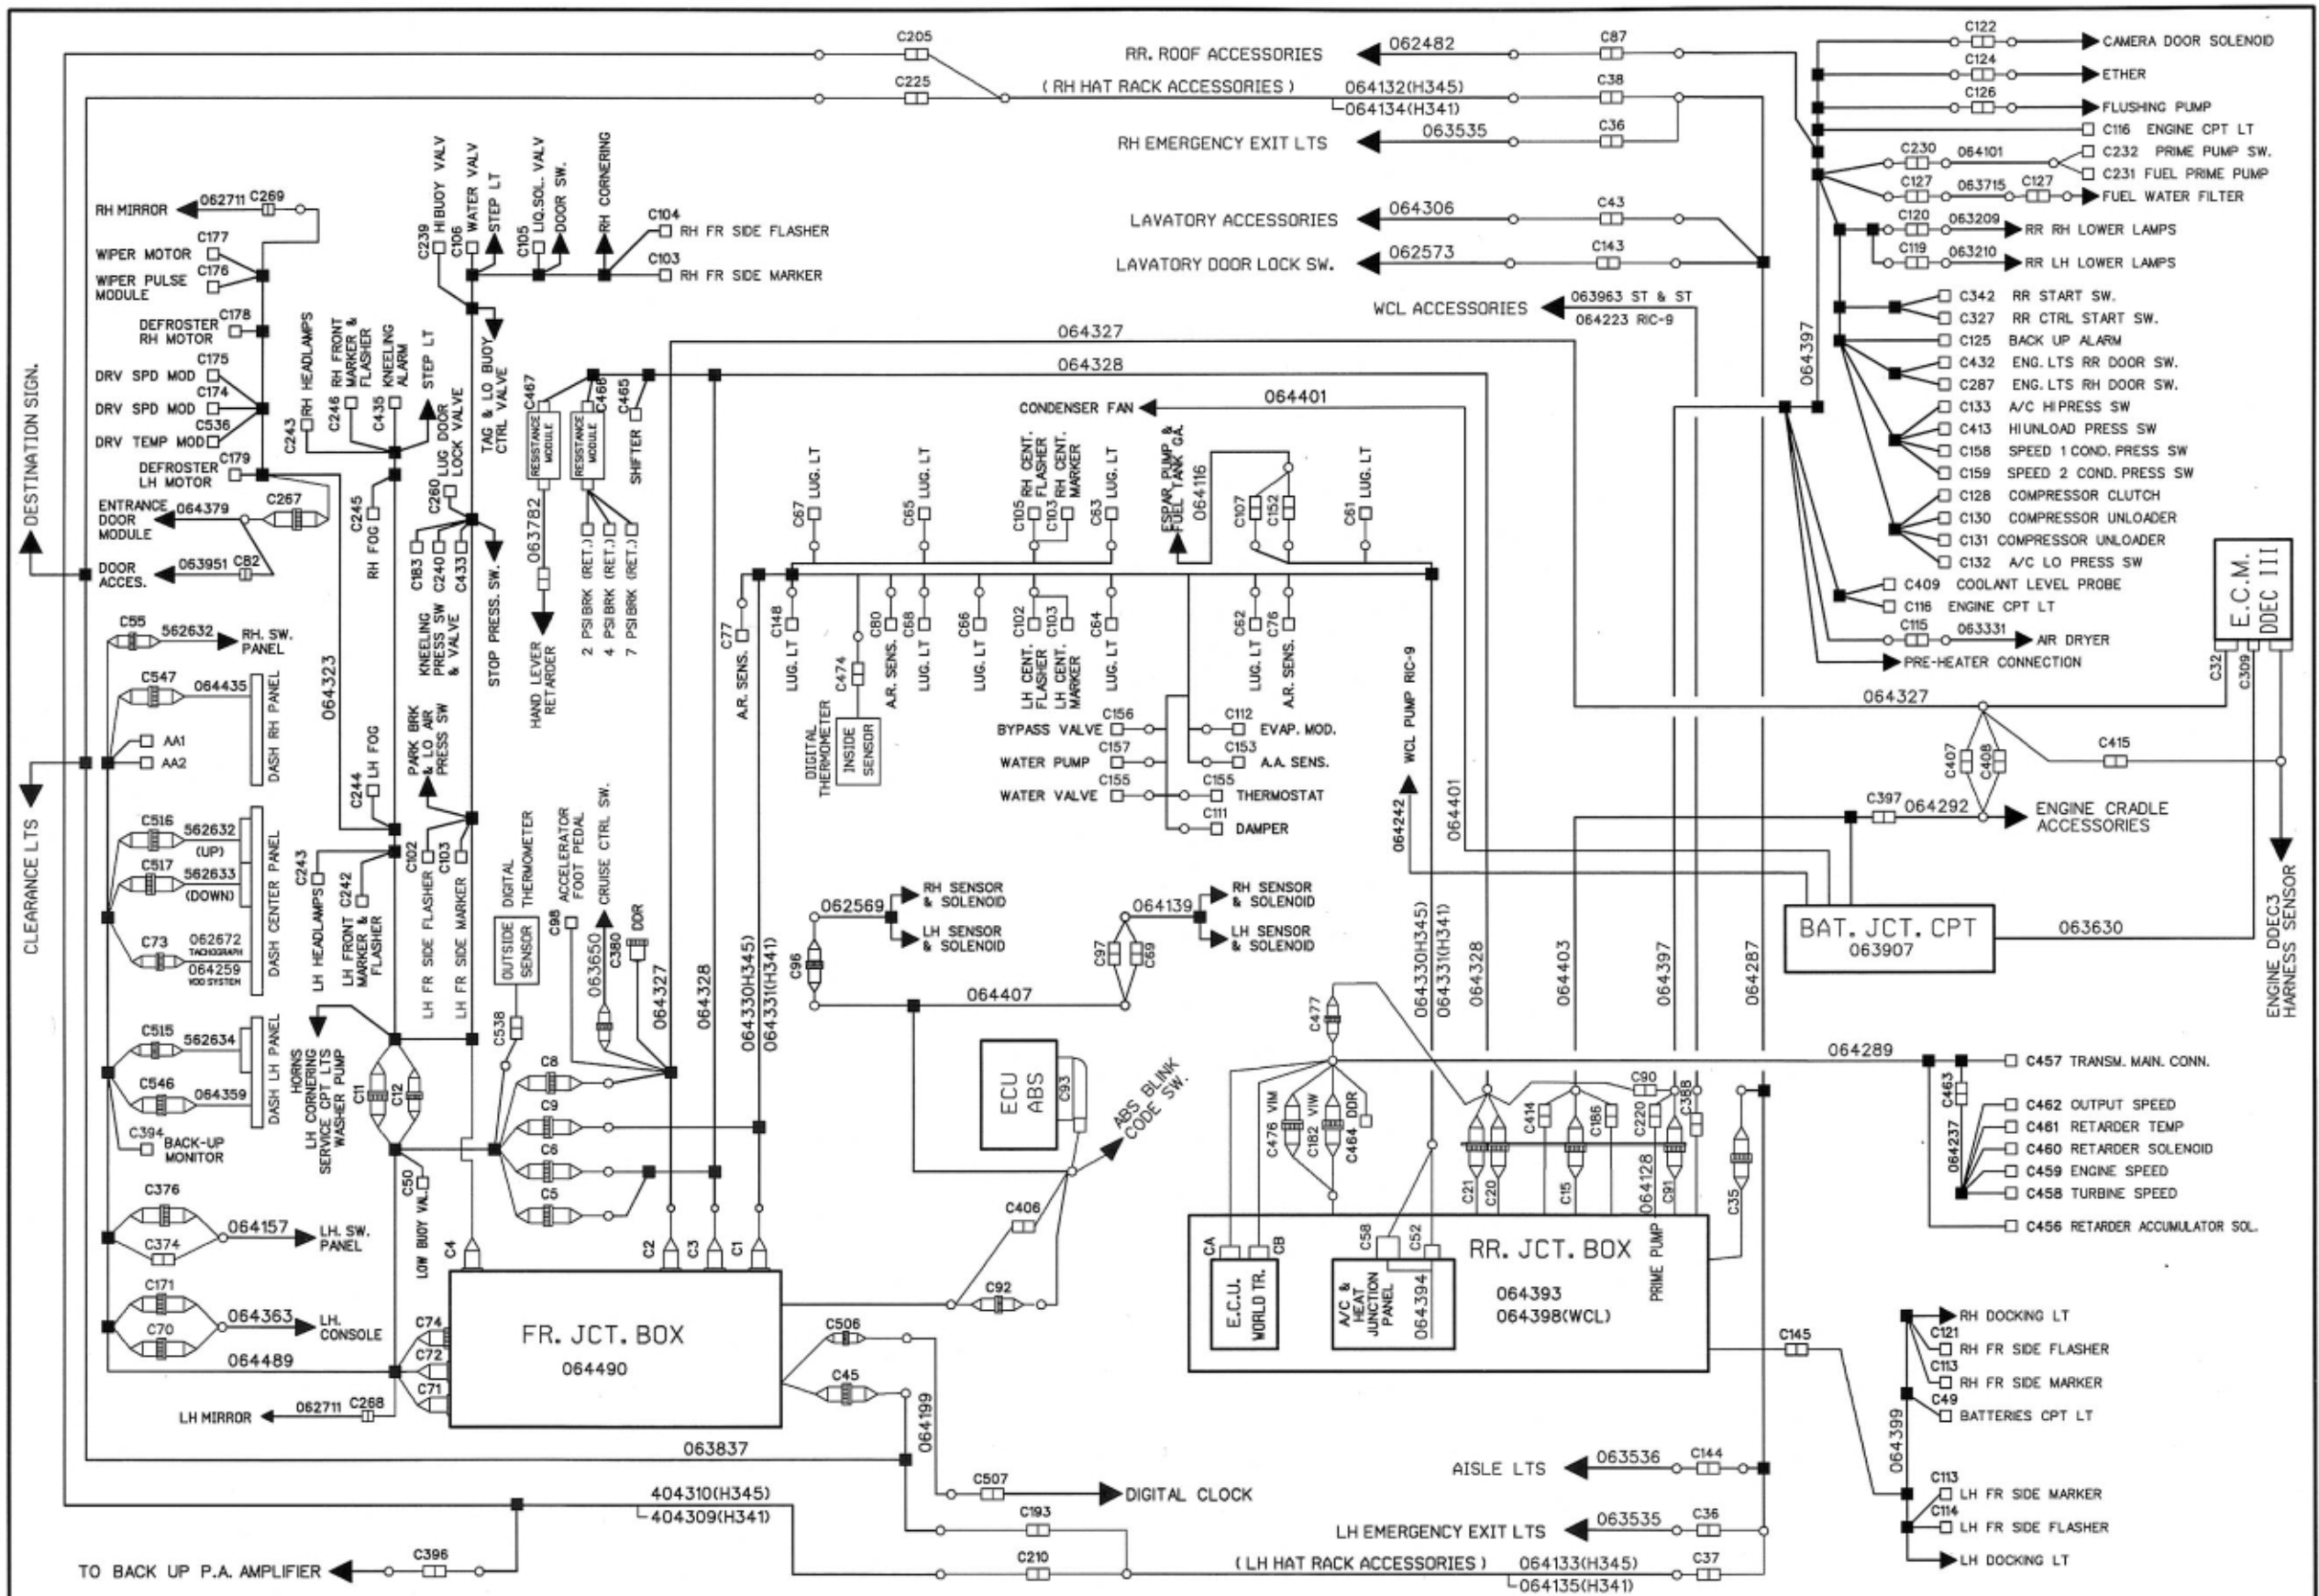 C205
C225
RR. ROOF ACCESSORIES
062482
C87
( RH HAT RACK ACCESSORIES )
064132(H345)
064134(H341)
C38
RH EMERGENCY EXIT LTS
063535
C36
LAVATORY ACCESSORIES
064306
C43
LAVATORY DOOR LOCK SW.
062573
C143
WCL ACCESSORIES
063963 ST & ST
064223 RIC-9
C122
CAMERA DOOR SOLENOID
C124
ETHER
C126
FLUSHING PUMP
C116 ENGINE CPT LT
C230
064101
C232 PRIME PUMP SW.
C231 FUEL PRIME PUMP
C127
063715
C127
FUEL WATER FILTER
C120
063209
RR RH LOWER LAMPS
C119
063210
RR LH LOWER LAMPS
C342 RR START SW.
C327 RR CTRL START SW.
C125 BACK UP ALARM
C432 ENG.LTS RR DOOR SW.
C287 ENG.LTS RH DOOR SW.
C133 A/C HIPRESS SW
C413 HIUNLOAD PRESS SW
C158 SPEED 1 COND. PRESS SW
C159 SPEED 2 COND. PRESS SW
C128 COMPRESSOR CLUTCH
C130 COMPRESSOR UNLOADER
C131 COMPRESSOR UNLOADER
C132 A/C LO PRESS SW
C409 COOLANT LEVEL PROBE
C116 ENGINE CPT LT
C115
063331
AIR DRYER
PRE-HEATER CONNECTION
064397
E.C.M.
DDEC III
C32
C309
RH MIRROR
062711
C269
WIPER MOTOR
C177
WIPER PULSE
MODULE
C176
DEFROSTER
RH MOTOR
C178
DRV SPD MOD
C175
DRV SPD MOD
C174
DRV TEMP MOD
C536
DEFROSTER
LH MOTOR
C179
ENTRANCE
DOOR
MODULE
064379
C267
DOOR
ACCES.
063951
C82
DESTINATION SIGN.
CLEARANCE LTS
C239
HIBUOY VALV
C106
WATER VALV
STEP LT
C105
LIQ.SOL. VALV
DOOR SW.
RH CORNERING
C104
RH FR SIDE FLASHER
C103
RH FR SIDE MARKER
C243
RH HEADLAMPS
C246
RH FRONT
MARKER &
FLASHER
C435
KNEELING
ALARM
STEP LT
C260
LUG DOOR
LOCK VALVE
TAG & LO BUOY
CTRL VALVE
C245
RH FOG
C183
C240
C433
KNEELING
PRESS SW
& VALVE
STOP PRESS. SW.
C467
RESISTANCE
MODULE
C466
RESISTANCE
MODULE
C465
SHIFTER
063782
HAND LEVER
RETARDER
2 PSIBRK (RET.)
4 PSIBRK (RET.)
7 PSIBRK (RET.)
064327
064328
CONDENSER FAN
064401
C67 LUG. LT
C65 LUG. LT
C105
RH CENT.
FLASHER
C103
RH CENT.
MARKER
C63 LUG. LT
ESPAR PUMP &
FUEL TANK GA.
064116
C107
C152
C61 LUG. LT
C77
A.R. SENS.
C148
LUG. LT
C474
DIGITAL
THERMOMETER
INSIDE
SENSOR
C80
A.R. SENS.
C68
LUG. LT
C66
LUG. LT
C102
LH CENT.
FLASHER
C103
LH CENT.
MARKER
C64
LUG. LT
C62
LUG. LT
C76
A.R. SENS.
BYPASS VALVE C156
WATER PUMP C157
WATER VALVE C155
C112
EVAP. MOD.
C153
A.A. SENS.
C155
THERMOSTAT
C111
DAMPER
WCL PUMP RIC-9
064242
064401
064327
C407
C408
C415
C397
064292
ENGINE CRADLE
ACCESSORIES
BAT. JCT. CPT
063907
063630
ENGINE DDEC3
HARNESS SENSOR
C55
562632
RH. SW.
PANEL
C547
064435
DASH RH PANEL
AA1
AA2
C516
562632
(UP)
C517
562633
(DOWN)
C73
062672
TACHOGRAPH
064259
VDO SYSTEM
DASH CENTER PANEL
C515
562634
C546
064359
DASH LH PANEL
C394
BACK-UP
MONITOR
C376
C374
064157
LH. SW.
PANEL
C171
C70
064363
LH.
CONSOLE
064489
LH MIRROR
062711
C268
064323
C244
LH FOG
PARK BRK
& LO AIR
PRESS SW
C243
LH HEADLAMPS
C242
LH FRONT
MARKER &
FLASHER
C102
LH FR SIDE FLASHER
C103
LH FR SIDE MARKER
HORNS
LH CORNERING
SERVICE CPT LTS
WASHER PUMP
C11
C12
C50
LOW BUOY VAL.
OUTSIDE
SENSOR
DIGITAL
THERMOMETER
C538
C98
ACCELERATOR
FOOT PEDAL
063650
CRUISE CTRL SW.
C380
DDR
C8
C9
C6
C5
064327
064328
064330(H345)
064331(H341)
C4
C2
C3
C1
C74
C72
C71
FR. JCT. BOX
064490
062569
RH SENSOR
& SOLENOID
LH SENSOR
& SOLENOID
C96
064139
RH SENSOR
& SOLENOID
LH SENSOR
& SOLENOID
C97
C69
064407
ECU
ABS
C93
ABS BLINK
CODE SW.
C406
C92
C506
C45
064199
064330(H345)
064331(H341)
064328
064403
064397
064287
C477
C476 VIM
C182 VIW
C464 DDR
C21
C20
C414
C15
C186
C90
C220
064128
C91
C388
C35
PRIME PUMP
CA
CB
E.C.U.
WORLD TR.
C58
C52
A/C &
HEAT
JUNCTION
PANEL
064394
RR. JCT. BOX
064393
064398(WCL)
064289
C457 TRANSM. MAIN. CONN.
C463
064237
C462 OUTPUT SPEED
C461 RETARDER TEMP
C460 RETARDER SOLENOID
C459 ENGINE SPEED
C458 TURBINE SPEED
C456 RETARDER ACCUMULATOR SOL.
C145
RH DOCKING LT
C121
RH FR SIDE FLASHER
C113
RH FR SIDE MARKER
C49
BATTERIES CPT LT
064399
C113
LH FR SIDE MARKER
C114
LH FR SIDE FLASHER
LH DOCKING LT
063837
404310(H345)
404309(H341)
C507
DIGITAL CLOCK
C193
C210
TO BACK UP P.A. AMPLIFIER
C396
AISLE LTS
063536
C144
LH EMERGENCY EXIT LTS
063535
C36
( LH HAT RACK ACCESSORIES )
064133(H345)
064135(H341)
C37